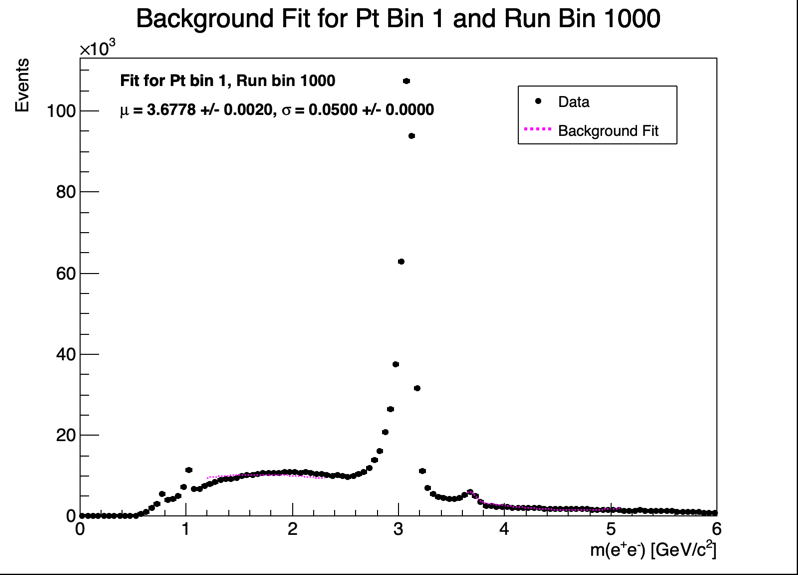 Background Fit for Pt Bin 1 and Run Bin 1000
×10³
Events
Fit for Pt bin 1, Run bin 1000
μ = 3.6778 +/- 0.0020, σ = 0.0500 +/- 0.0000
Data
Background Fit
100
80
60
40
20
0
0 1 2 3 4 5 6
m(e⁺e⁻) [GeV/c²]